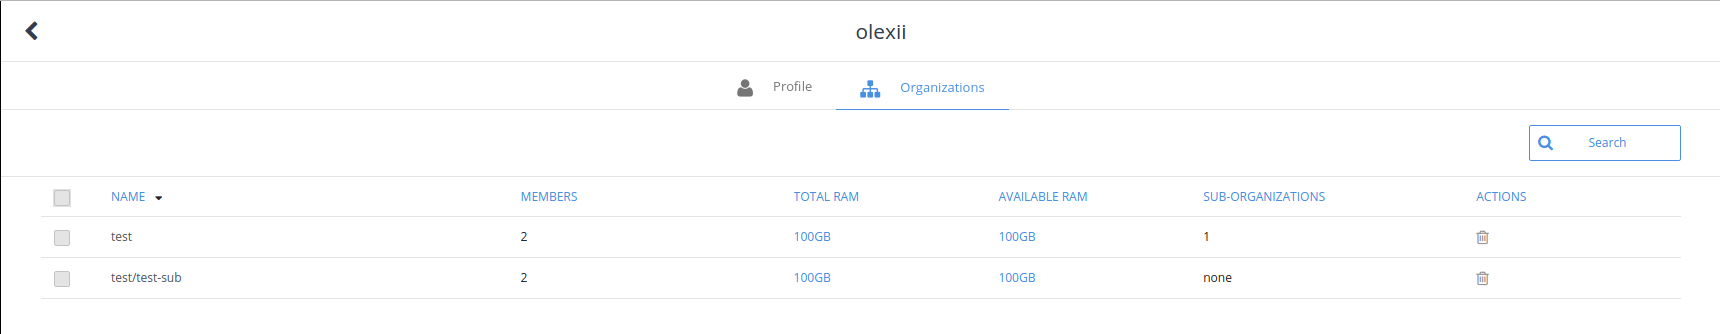 olexii
Profile Organizations
Search
NAME MEMBERS TOTAL RAM AVAILABLE RAM SUB-ORGANIZATIONS ACTIONS
test 2 100GB 100GB 1
test/test-sub 2 100GB 100GB none